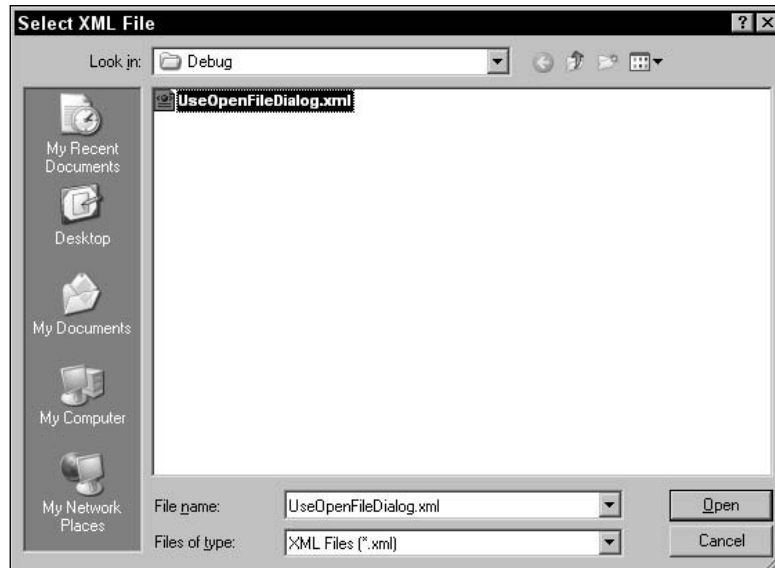 Select XML File
Look in: Debug
UseOpenFileDialog.xml
My Recent
Documents
Desktop
My Documents
My Computer
My Network
Places
File name: UseOpenFileDialog.xml Open
Files of type: XML Files (*.xml) Cancel